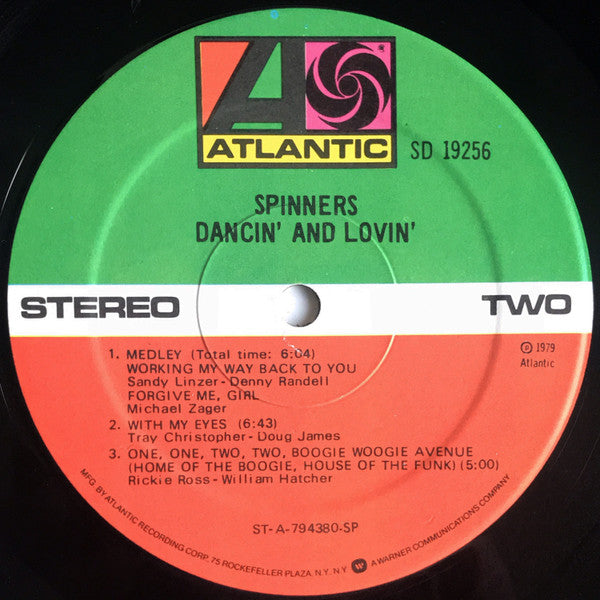 ATLANTIC
SD 19256
SPINNERS
DANCIN' AND LOVIN'
STEREO
TWO
1. MEDLEY (Total time: 6:04)
WORKING MY WAY BACK TO YOU
Sandy Linzer-Denny Randell
FORGIVE ME, GIRL
Michael Zager
2. WITH MY EYES (6:43)
Tray Christopher-Doug James
3. ONE, ONE, TWO, TWO, BOOGIE WOOGIE AVENUE
(HOME OF THE BOOGIE, HOUSE OF THE FUNK) (5:00)
Rickie Ross-William Hatcher
℗ 1979
Atlantic
ST-A-794380-SP
MFG. BY ATLANTIC RECORDING CORP. 75 ROCKEFELLER PLAZA, N.Y. N.Y. A WARNER COMMUNICATIONS COMPANY